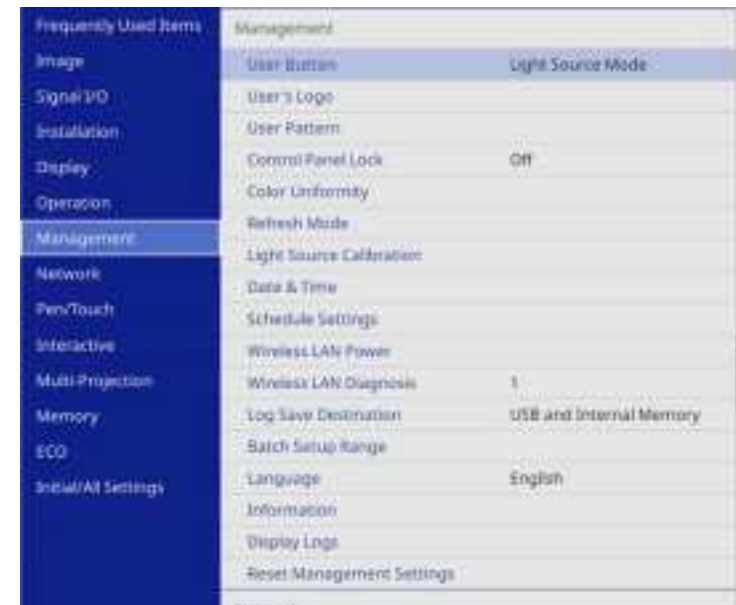 Frequently Used Items
Image
Signal I/O
Installation
Display
Operation
Management
Network
Pen/Touch
Interactive
Multi-Projection
Memory
ECO
Initial/All Settings
Management
User Button Light Source Mode
User's Logo
User Pattern
Control Panel Lock Off
Color Uniformity
Refresh Mode
Light Source Calibration
Date & Time
Schedule Settings
Wireless LAN Power
Wireless LAN Diagnosis 1
Log Save Destination USB and Internal Memory
Batch Setup Range
Language English
Information
Display Logs
Reset Management Settings